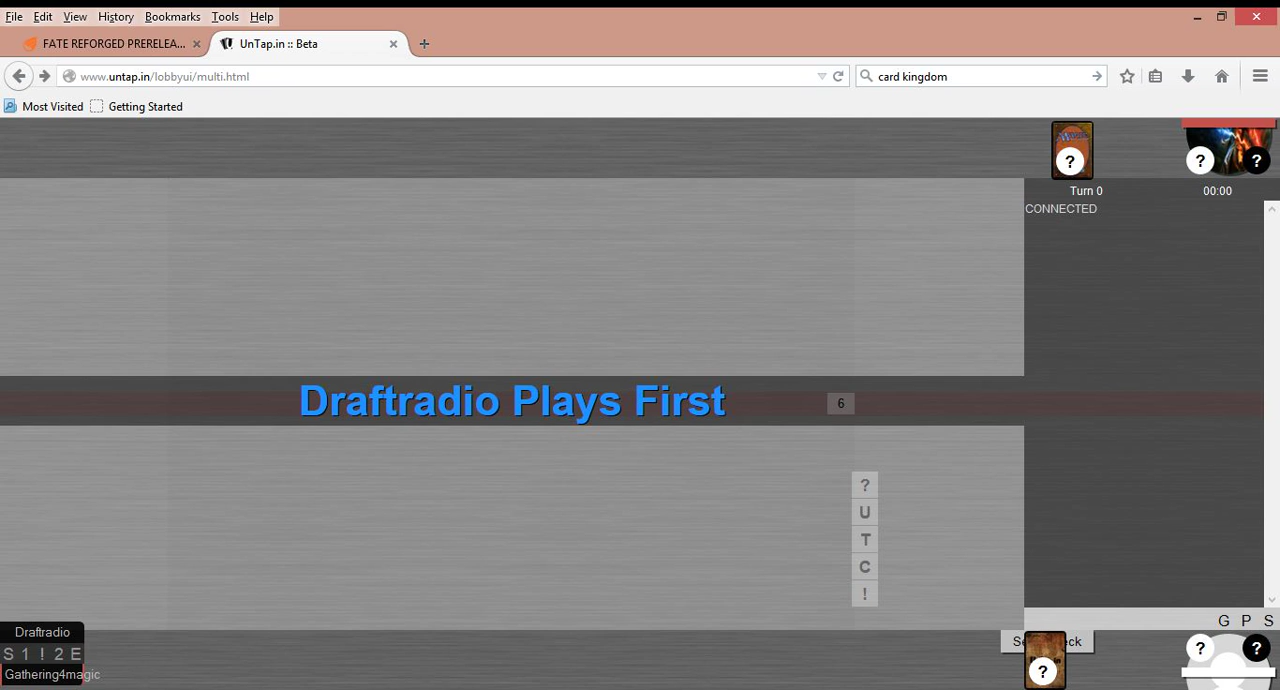 File Edit View History Bookmarks Tools Help
FATE REFORGED PRERELEA...
UnTap.in :: Beta
www.untap.in/lobbyui/multi.html
card kingdom
Most Visited
Getting Started
?
? ?
Turn 0
00:00
CONNECTED
Draftradio Plays First
6
?
U
T
C
!
G P S
Draftradio
S 1 ! 2 E
Gathering4magic
?
? ?